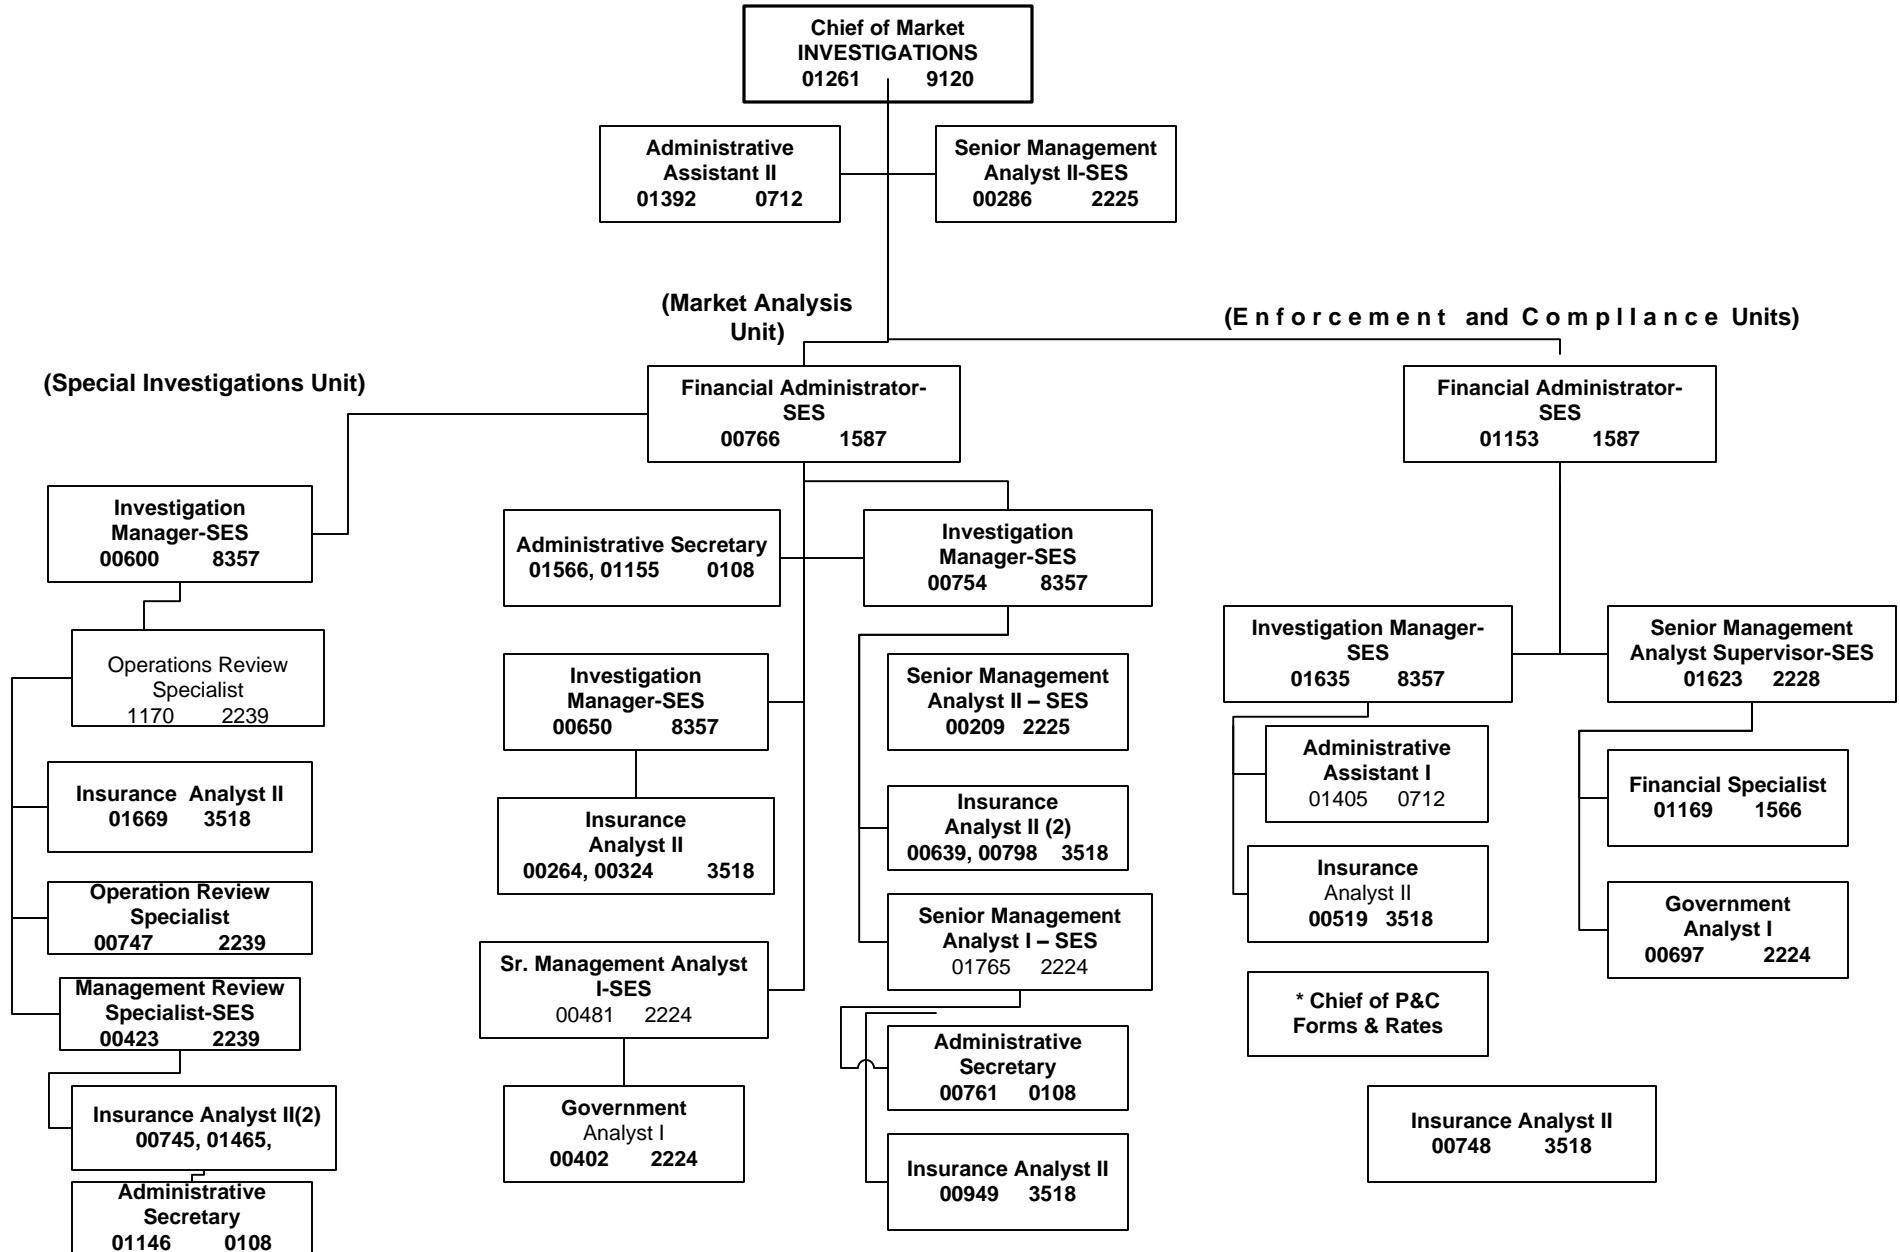 Chief of Market
INVESTIGATIONS
01261 9120
Administrative
Assistant II
01392 0712
Senior Management
Analyst II-SES
00286 2225
(Market Analysis
Unit)
(E n f o r c e m e n t and C o m p l I a n c e Units)
(Special Investigations Unit)
Financial Administrator-
SES
00766 1587
Financial Administrator-
SES
01153 1587
Investigation
Manager-SES
00600 8357
Operations Review
Specialist
1170 2239
Insurance Analyst II
01669 3518
Operation Review
Specialist
00747 2239
Management Review
Specialist-SES
00423 2239
Insurance Analyst II(2)
00745, 01465,
Administrative
Secretary
01146 0108
Administrative Secretary
01566, 01155 0108
Investigation
Manager-SES
00650 8357
Insurance
Analyst II
00264, 00324 3518
Sr. Management Analyst
I-SES
00481 2224
Government
Analyst I
00402 2224
Investigation
Manager-SES
00754 8357
Senior Management
Analyst II – SES
00209 2225
Insurance
Analyst II (2)
00639, 00798 3518
Senior Management
Analyst I – SES
01765 2224
Administrative
Secretary
00761 0108
Insurance Analyst II
00949 3518
Investigation Manager-
SES
01635 8357
Administrative
Assistant I
01405 0712
Insurance
Analyst II
00519 3518
* Chief of P&C
Forms & Rates
Insurance Analyst II
00748 3518
Senior Management
Analyst Supervisor-SES
01623 2228
Financial Specialist
01169 1566
Government
Analyst I
00697 2224